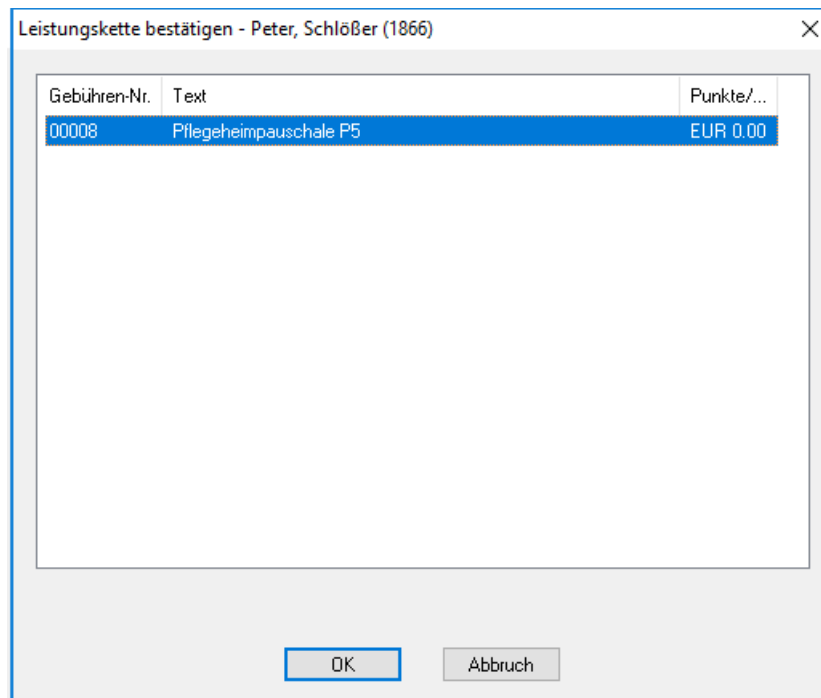 Leistungskette bestätigen - Peter, Schlößer (1866)
Gebühren-Nr. Text Punkte/...
00008 Pflegeheimpauschale P5 EUR 0.00
OK Abbruch